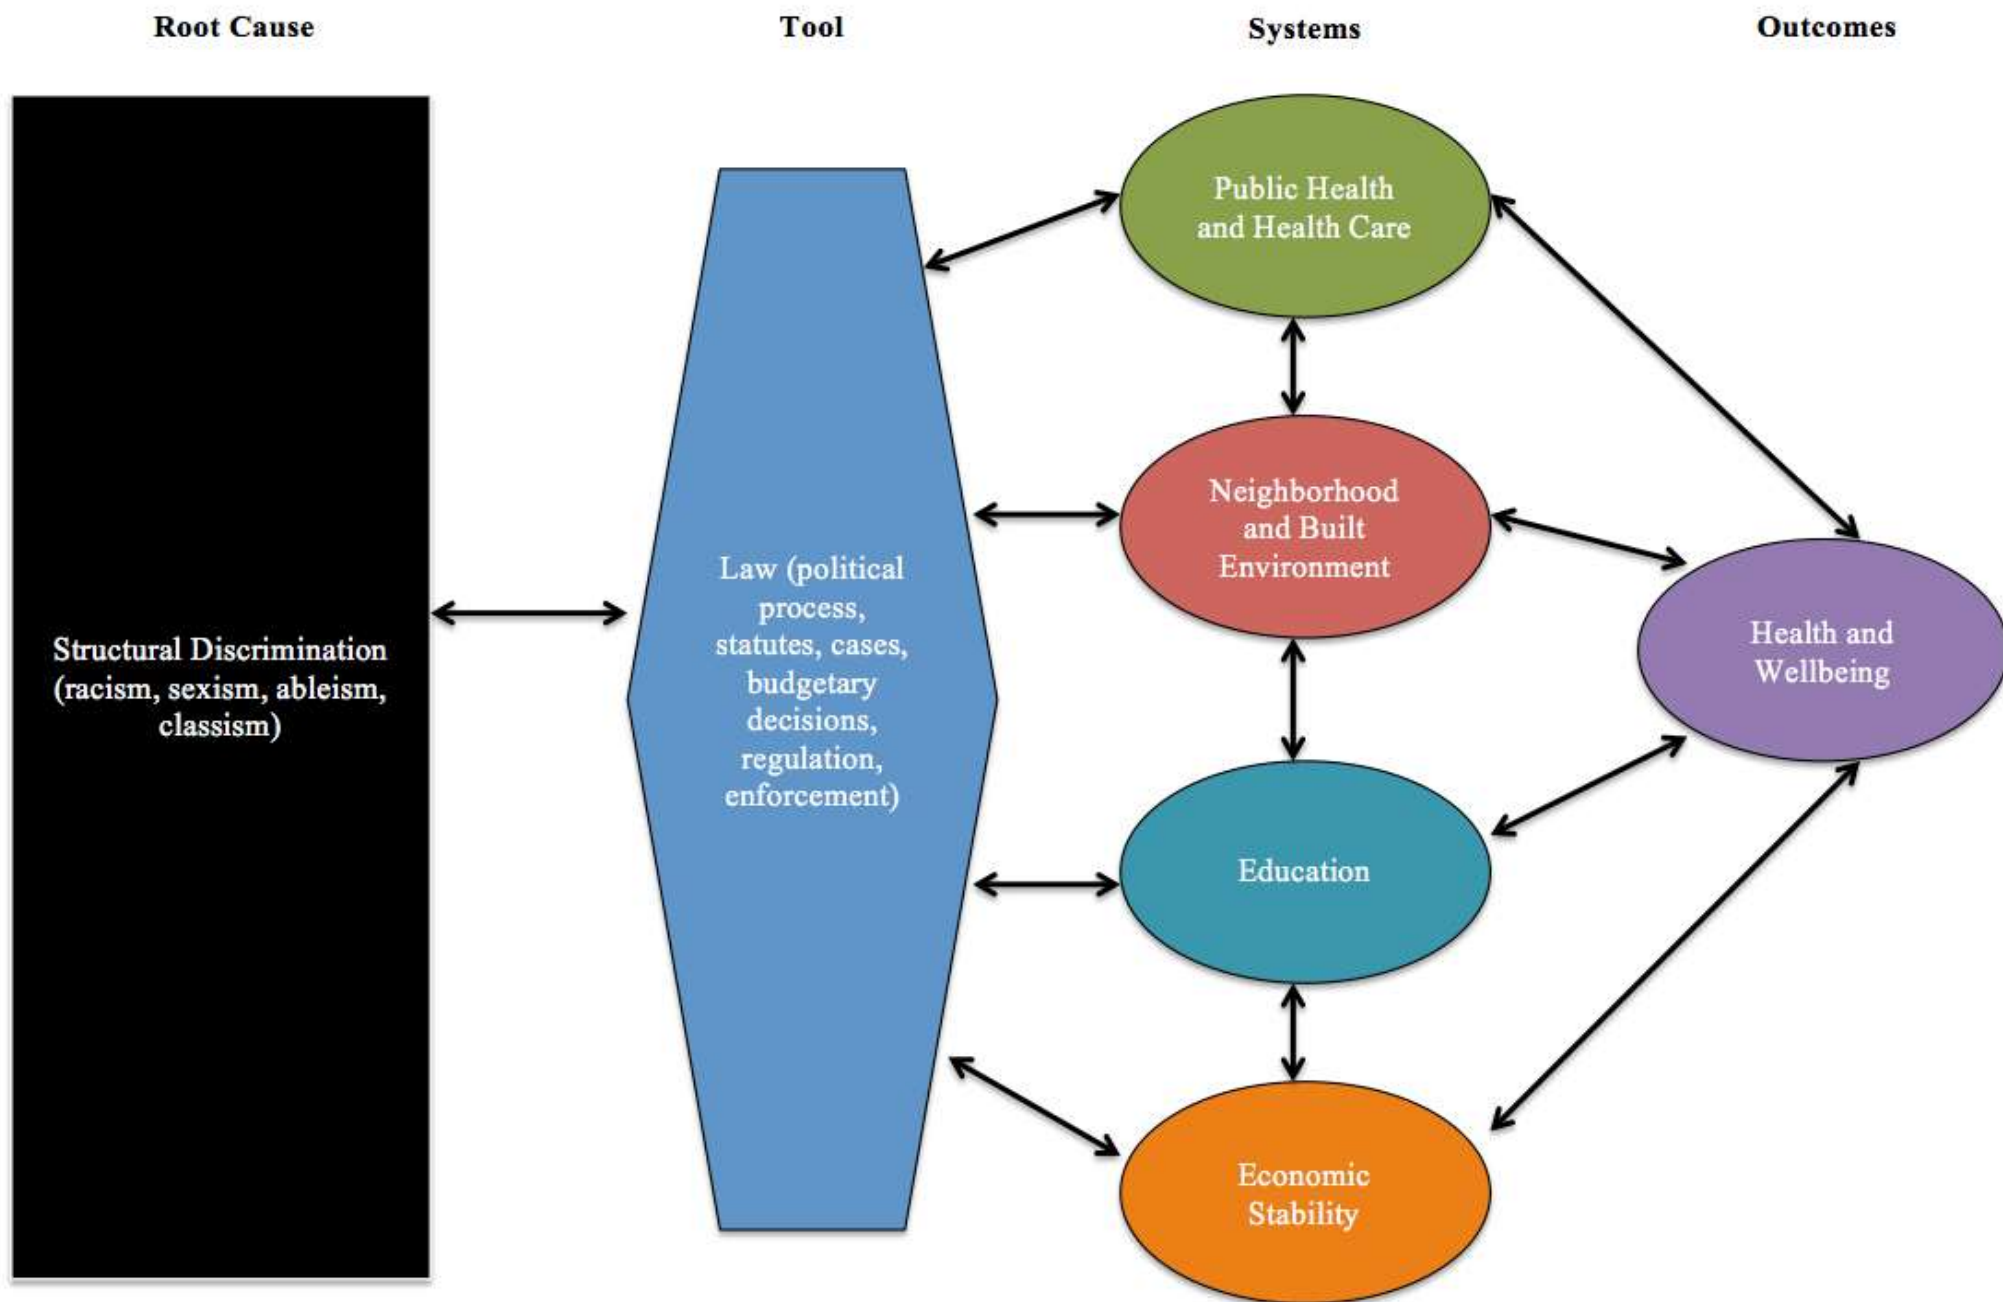 Root Cause
Tool
Systems
Outcomes
Structural Discrimination
(racism, sexism, ableism,
classism)
Law (political
process,
statutes, cases,
budgetary
decisions,
regulation,
enforcement)
Public Health
and Health Care
Neighborhood
and Built
Environment
Education
Economic
Stability
Health and
Wellbeing